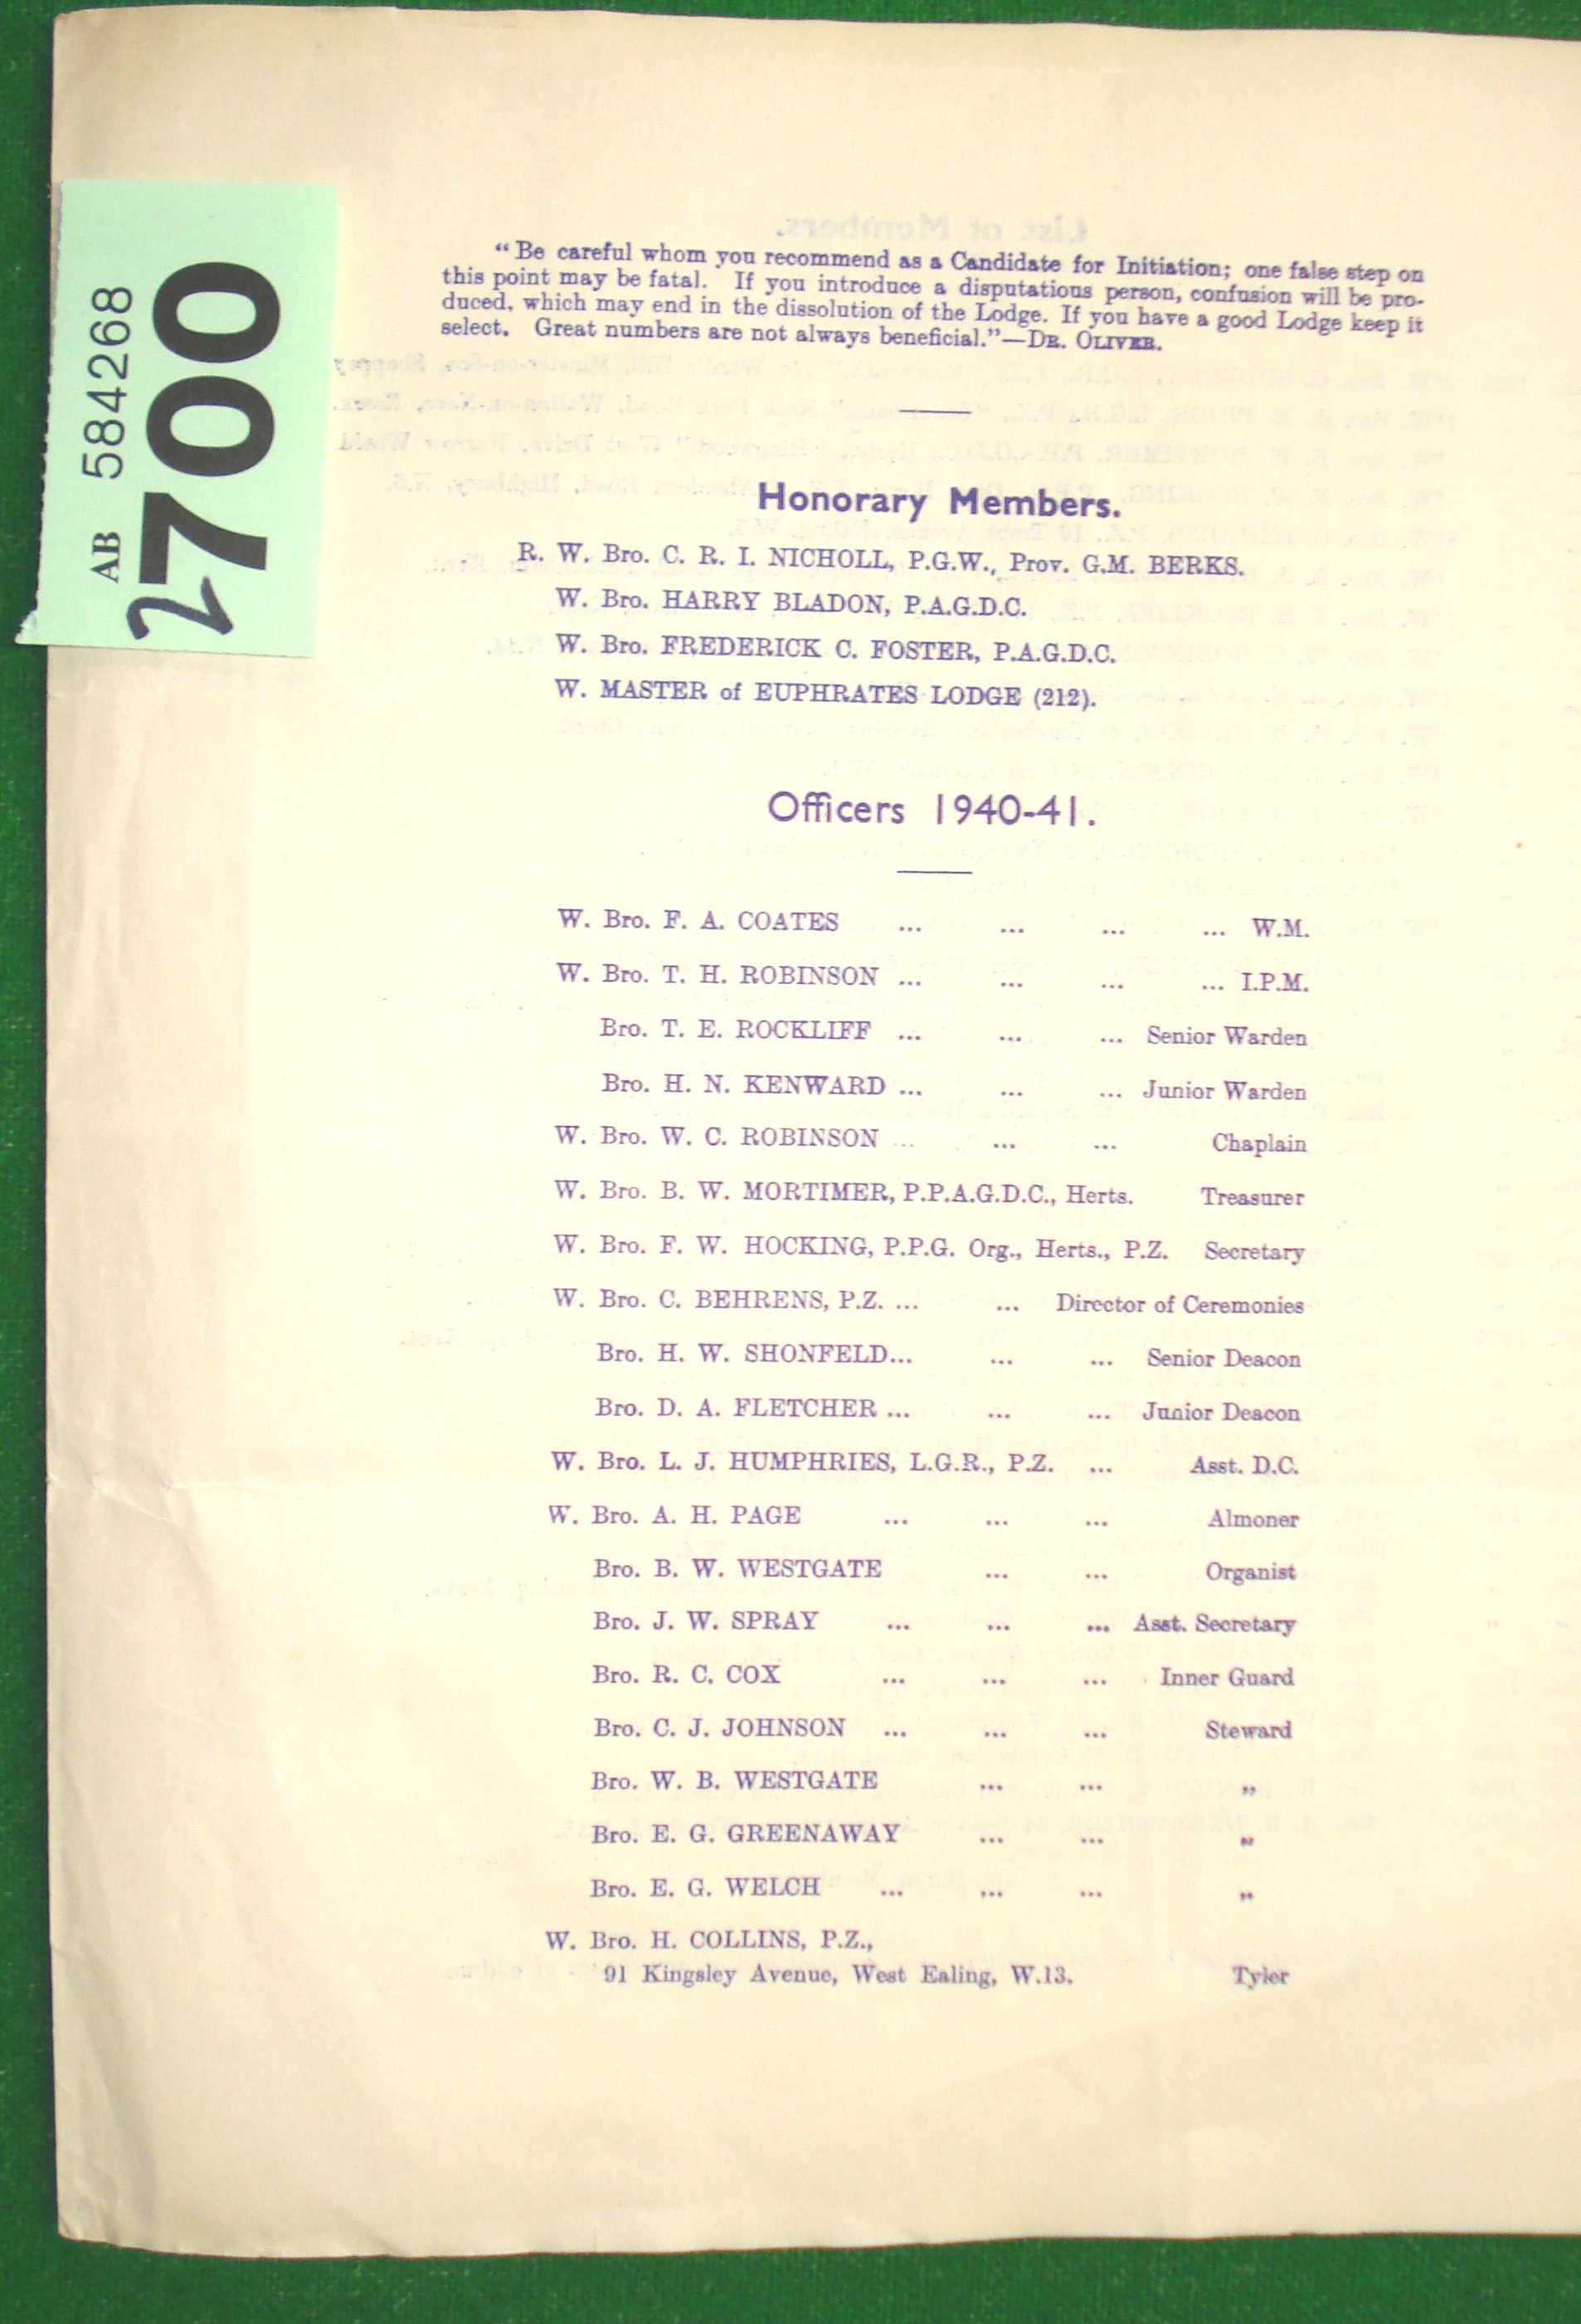 AB 584268
2700
"Be careful whom you recommend as a Candidate for Initiation; one false step on
this point may be fatal. If you introduce a disputatious person, confusion will be pro-
duced, which may end in the dissolution of the Lodge. If you have a good Lodge keep it
select. Great numbers are not always beneficial."—DR. OLIVER.
Honorary Members.
R. W. Bro. C. R. I. NICHOLL, P.G.W., Prov. G.M. BERKS.
W. Bro. HARRY BLADON, P.A.G.D.C.
W. Bro. FREDERICK C. FOSTER, P.A.G.D.C.
W. MASTER of EUPHRATES LODGE (212).
Officers 1940-41.
W. Bro. F. A. COATES ... ... ... ... W.M.
W. Bro. T. H. ROBINSON ... ... ... ... I.P.M.
Bro. T. E. ROCKLIFF ... ... ... Senior Warden
Bro. H. N. KENWARD ... ... ... Junior Warden
W. Bro. W. C. ROBINSON ... ... ... Chaplain
W. Bro. B. W. MORTIMER, P.P.A.G.D.C., Herts. Treasurer
W. Bro. F. W. HOCKING, P.P.G. Org., Herts., P.Z. Secretary
W. Bro. C. BEHRENS, P.Z. ... ... Director of Ceremonies
Bro. H. W. SHONFELD... ... ... Senior Deacon
Bro. D. A. FLETCHER ... ... ... Junior Deacon
W. Bro. L. J. HUMPHRIES, L.G.R., P.Z. ... Asst. D.C.
W. Bro. A. H. PAGE ... ... ... Almoner
Bro. B. W. WESTGATE ... ... Organist
Bro. J. W. SPRAY ... ... ... Asst. Secretary
Bro. R. C. COX ... ... ... Inner Guard
Bro. C. J. JOHNSON ... ... ... Steward
Bro. W. B. WESTGATE ... ... „
Bro. E. G. GREENAWAY ... ... „
Bro. E. G. WELCH ... ... ... „
W. Bro. H. COLLINS, P.Z.,
91 Kingsley Avenue, West Ealing, W.13. Tyler